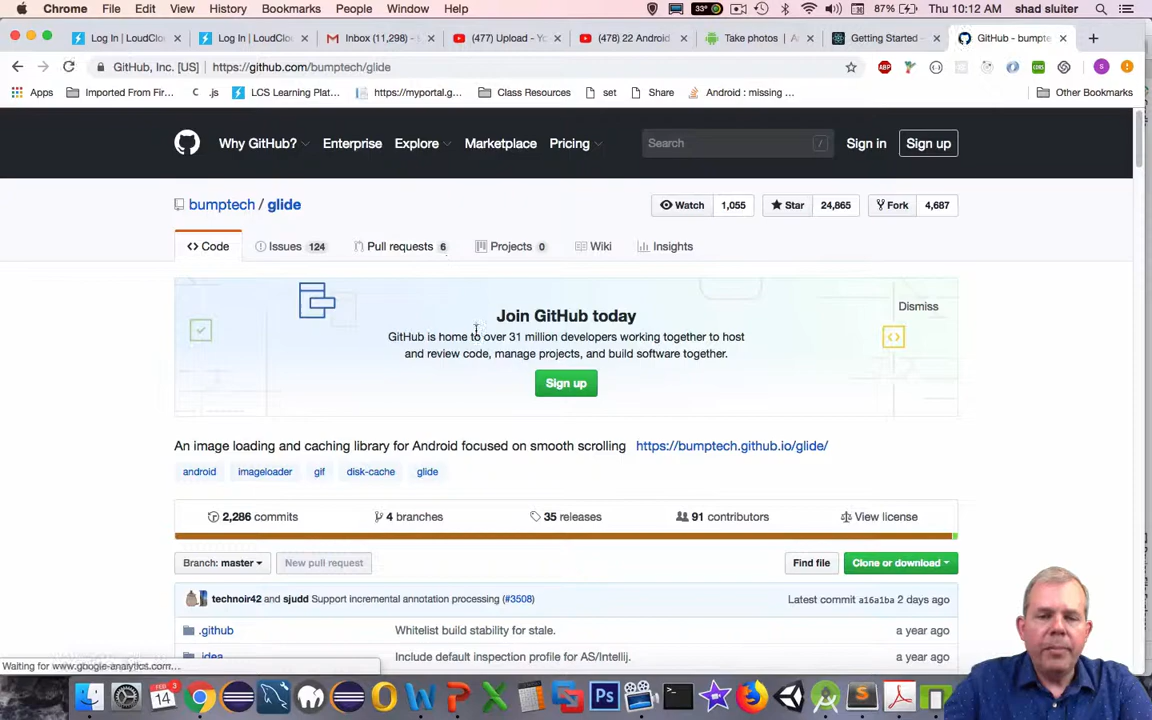 Chrome File Edit View History Bookmarks People Window Help 33° 87% Thu 10:12 AM shad sluiter
Log In | LoudClo Log In | LoudClo Inbox (11,298) - (477) Upload - Yo (478) 22 Android Take photos | A Getting Started GitHub - bumpte
GitHub, Inc. [US] https://github.com/bumptech/glide
Apps Imported From Fir... .js LCS Learning Plat... https://myportal.g... Class Resources set Share Android : missing ... Other Bookmarks
Why GitHub? Enterprise Explore Marketplace Pricing Search / Sign in Sign up
bumptech / glide Watch 1,055 Star 24,865 Fork 4,687
<> Code Issues 124 Pull requests 6 Projects 0 Wiki Insights
Join GitHub today
Dismiss
GitHub is home to over 31 million developers working together to host
and review code, manage projects, and build software together.
Sign up
An image loading and caching library for Android focused on smooth scrolling https://bumptech.github.io/glide/
android imageloader gif disk-cache glide
2,286 commits 4 branches 35 releases 91 contributors View license
Branch: master New pull request Find file Clone or download
technoir42 and sjudd Support incremental annotation processing (#3508) Latest commit a16a1ba 2 days ago
.github Whitelist build stability for stale. a year ago
.idea Include default inspection profile for AS/Intellij. a year ago
Waiting for www.google-analytics.com...
FEB 14 3 Ps